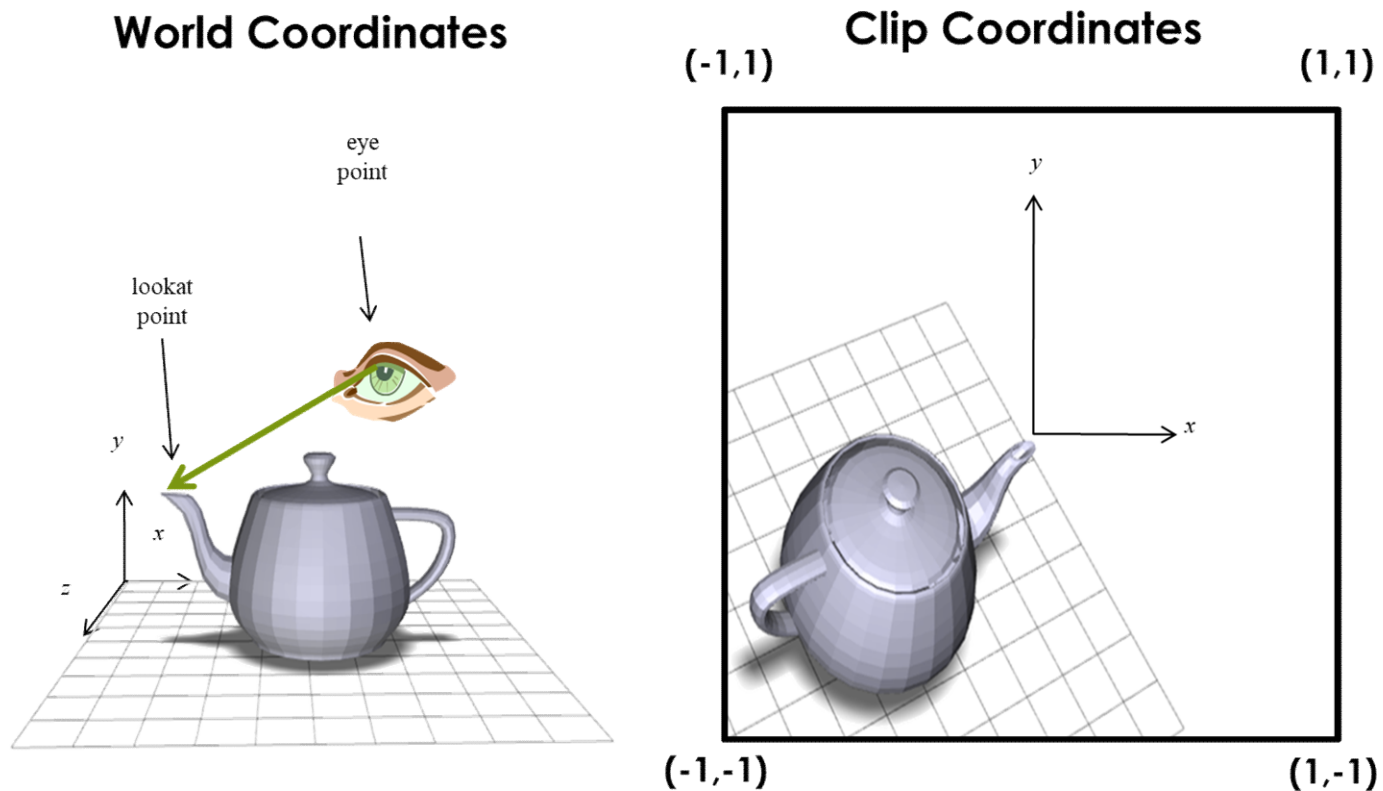 World Coordinates
eye
point
lookat
point
y
x
z
Clip Coordinates
(-1,1)
(1,1)
y
x
(-1,-1)
(1,-1)